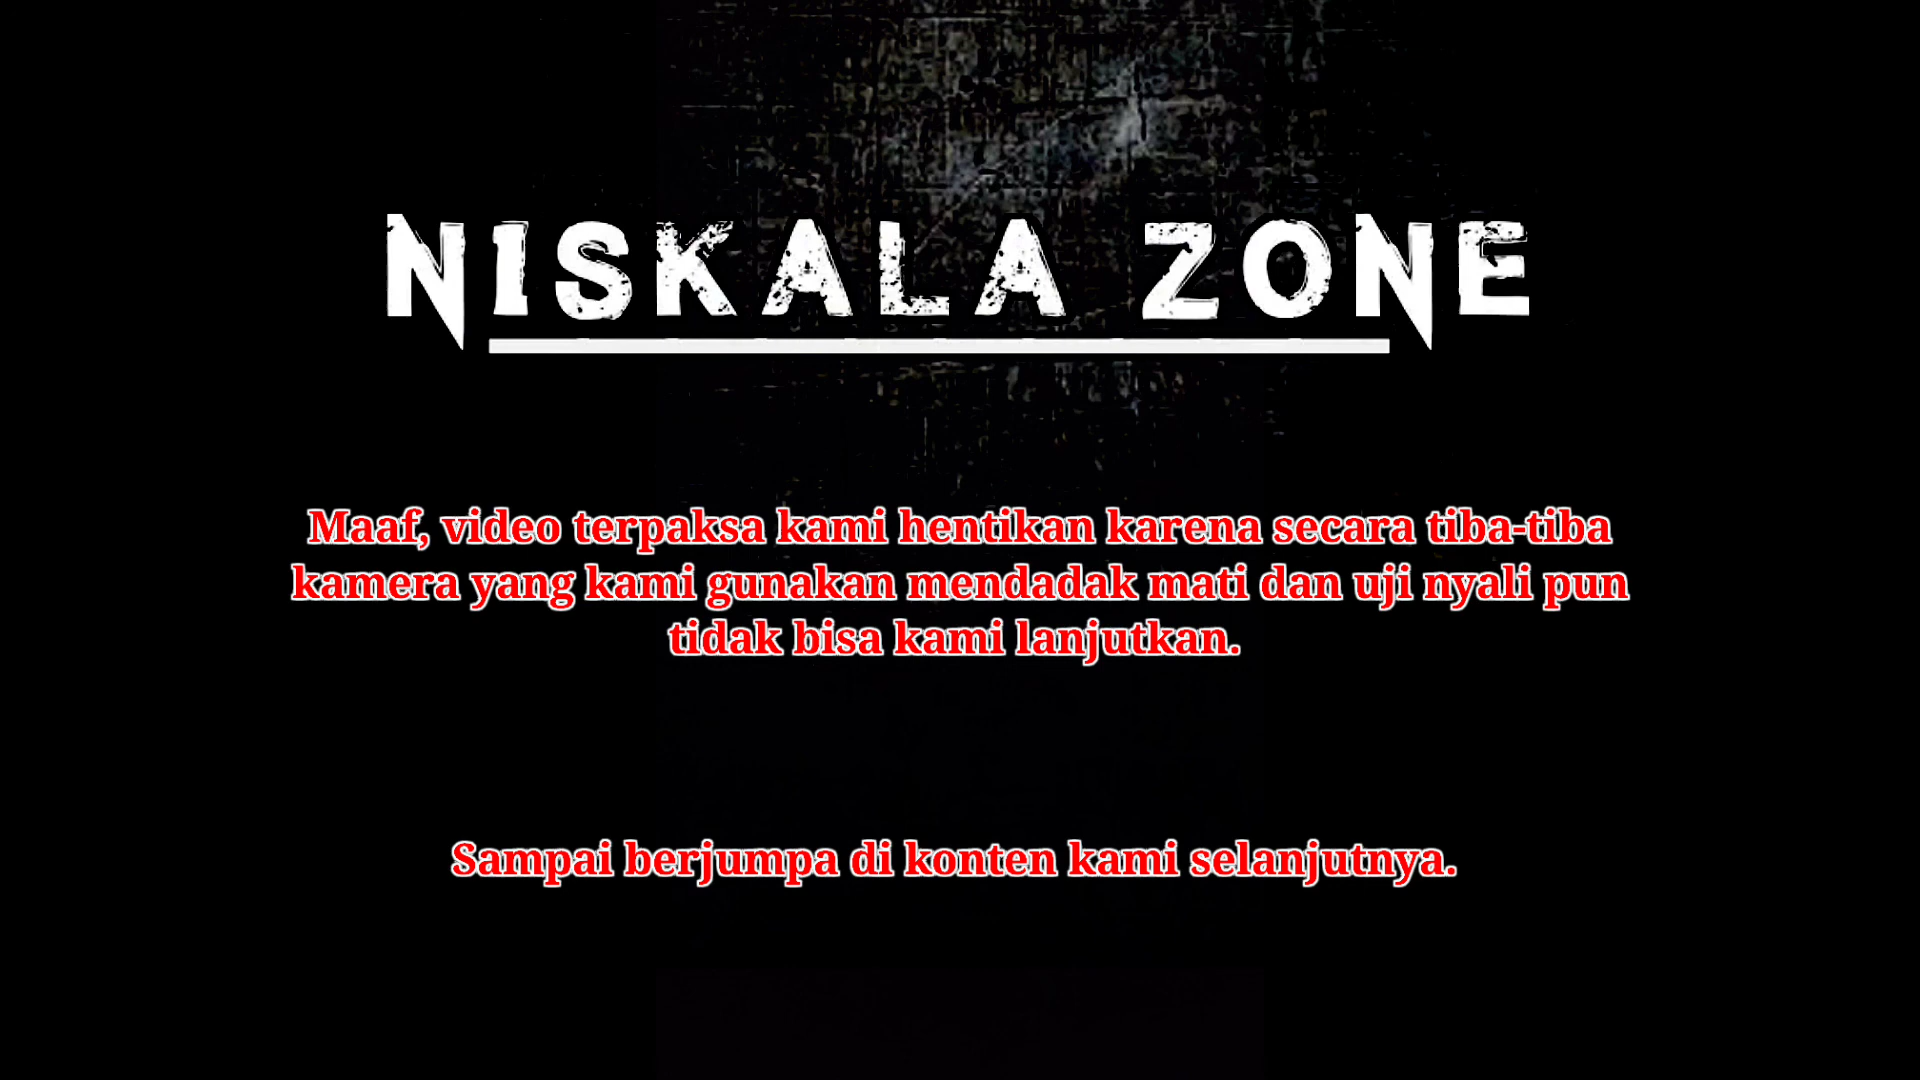 NISKALA ZONE
Maaf, video terpaksa kami hentikan karena secara tiba-tiba
kamera yang kami gunakan mendadak mati dan uji nyali pun
tidak bisa kami lanjutkan.
Sampai berjumpa di konten kami selanjutnya.